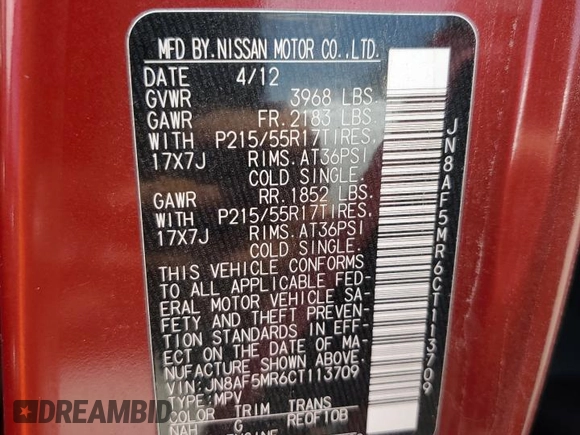 MFD BY.NISSAN MOTOR CO.,LTD.
DATE 4/12
GVWR 3968 LBS.
GAWR FR.2183 LBS.
WITH P215/55R17TIRES,
17X7J RIMS.AT36PSI
COLD SINGLE.
GAWR RR.1852 LBS.
WITH P215/55R17TIRES,
17X7J RIMS.AT36PSI
COLD SINGLE.
THIS VEHICLE CONFORMS
TO ALL APPLICABLE FED-
ERAL MOTOR VEHICLE SA-
FETY AND THEFT PREVEN-
TION STANDARDS IN EFF-
ECT ON THE DATE OF MA-
NUFACTURE SHOWN ABOVE.
VIN:JN8AF5MR6CT113709
TYPE:MPV
COLOR TRIM TRANS
NAH G RE0F10B
ENGINE
JN8AF5MR6CT113709
DREAMBID.COM